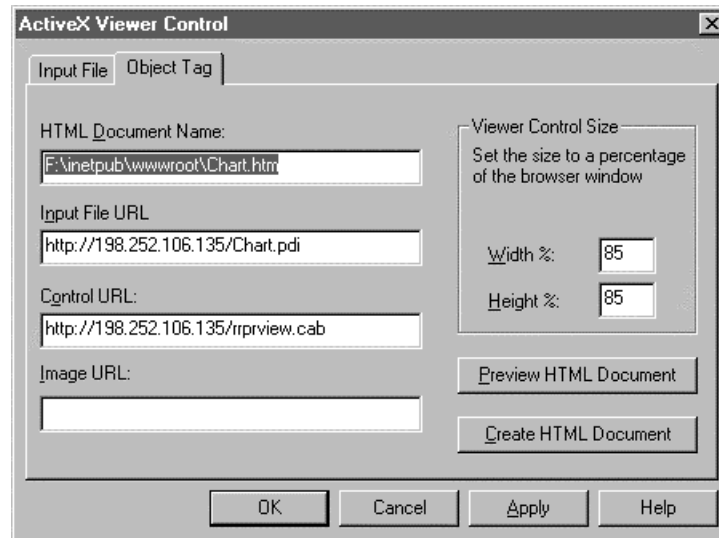 ActiveX Viewer Control
Input File
Object Tag
HTML Document Name:
F:\inetpub\wwwroot\Chart.htm
Input File URL
http://198.252.106.135/Chart.pdi
Control URL:
http://198.252.106.135/rrprview.cab
Image URL:
Viewer Control Size
Set the size to a percentage
of the browser window
Width %:
85
Height %:
85
Preview HTML Document
Create HTML Document
OK
Cancel
Apply
Help